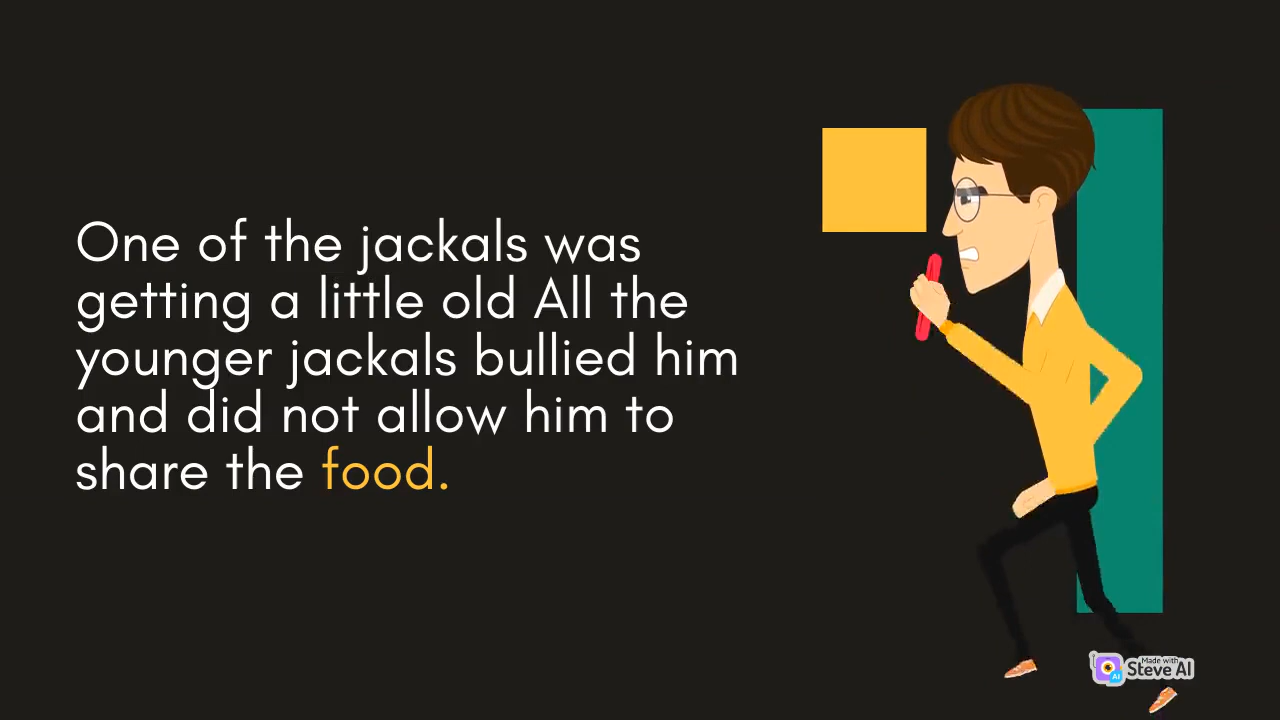 One of the jackals was
getting a little old All the
younger jackals bullied him
and did not allow him to
share the food.
Made with
Steve AI
AI